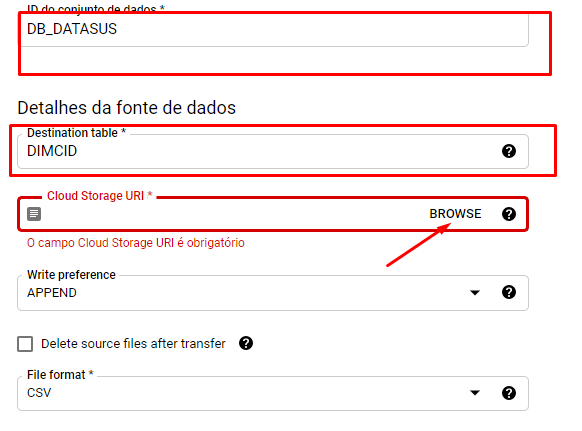 ID do conjunto de dados *
DB_DATASUS
Detalhes da fonte de dados
Destination table *
DIMCID
Cloud Storage URI *
BROWSE
O campo Cloud Storage URI é obrigatório
Write preference
APPEND
Delete source files after transfer
File format *
CSV